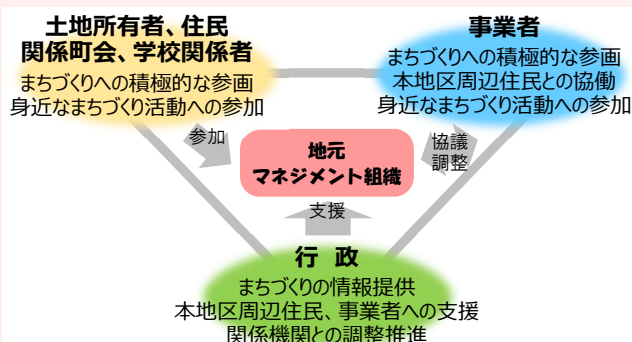 土地所有者、住民
関係町会、学校関係者
まちづくりへの積極的な参画
身近なまちづくり活動への参加
事業者
まちづくりへの積極的な参画
本地区周辺住民との協働
身近なまちづくり活動への参加
参加
地元
マネジメント組織
協議
調整
支援
行 政
まちづくりの情報提供
本地区周辺住民、事業者への支援
関係機関との調整推進